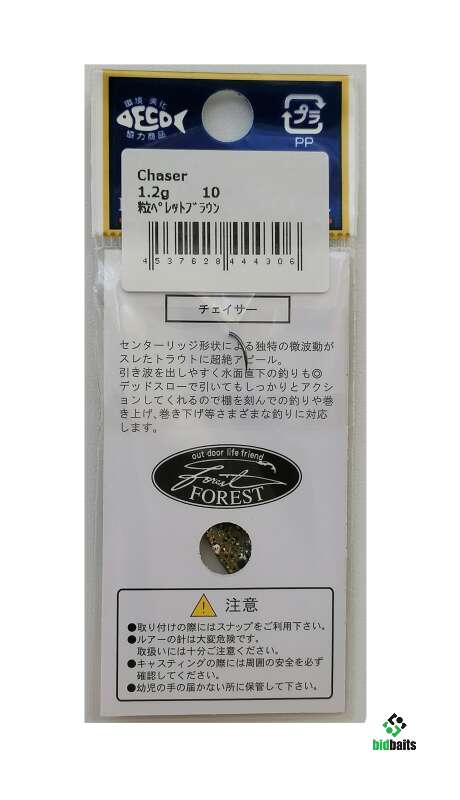 環境 美化
ECO
協力商品
プラ
PP
Chaser
1.2g 10
粒ペレットブラウン
4537628444306
チェイサー
センターリッジ形状による独特の微波動が
スレたトラウトに超絶アピール。
引き波を出しやすく水面直下の釣りも◎
デッドスローで引いてもしっかりとアクシ
ョンしてくれるので棚を刻んでの釣りや巻
き上げ、巻き下げ等さまざまな釣りに対応
します。
out door life friend
Forest
FOREST
注意
●取り付けの際にはスナップをご利用下さい。
●ルアーの針は大変危険です。
取扱いには十分ご注意ください。
●キャスティングの際には周囲の安全を必ず
確認してください。
●幼児の手の届かない所に保管して下さい。
bidbaits